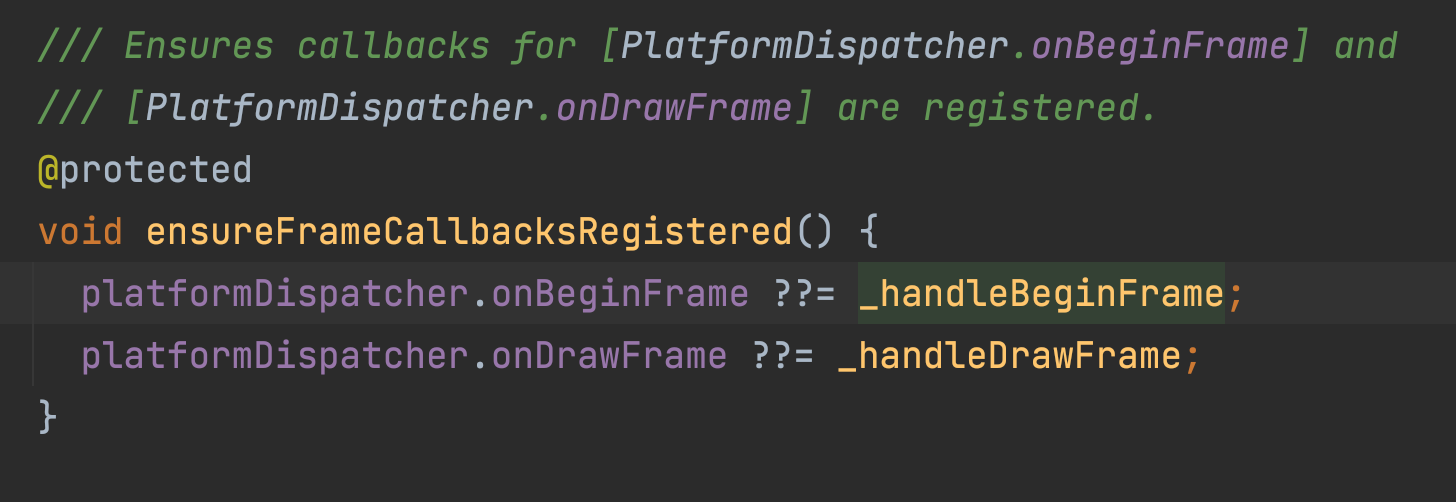 /// Ensures callbacks for [PlatformDispatcher.onBeginFrame] and
/// [PlatformDispatcher.onDrawFrame] are registered.
@protected
void ensureFrameCallbacksRegistered() {
  platformDispatcher.onBeginFrame ??= _handleBeginFrame;
  platformDispatcher.onDrawFrame ??= _handleDrawFrame;
}